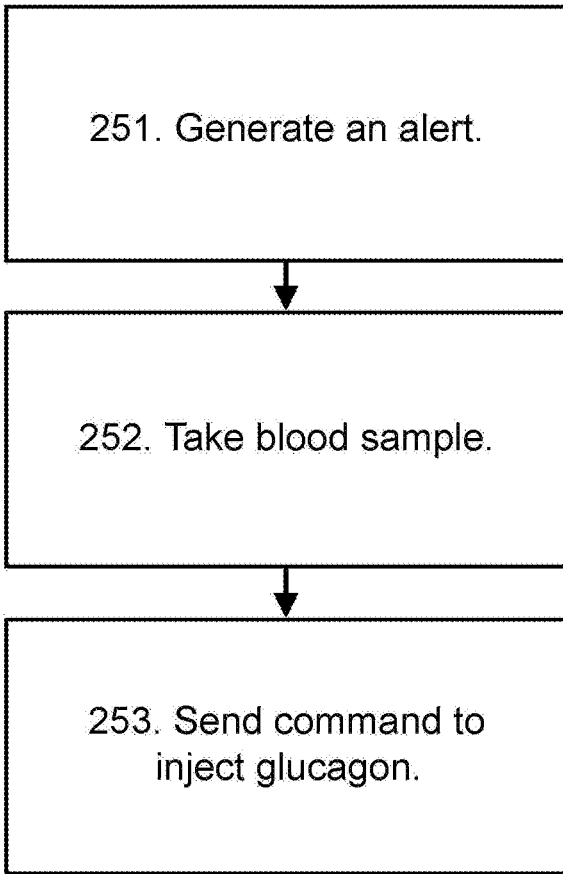 251. Generate an alert.
252. Take blood sample.
253. Send command to
inject glucagon.